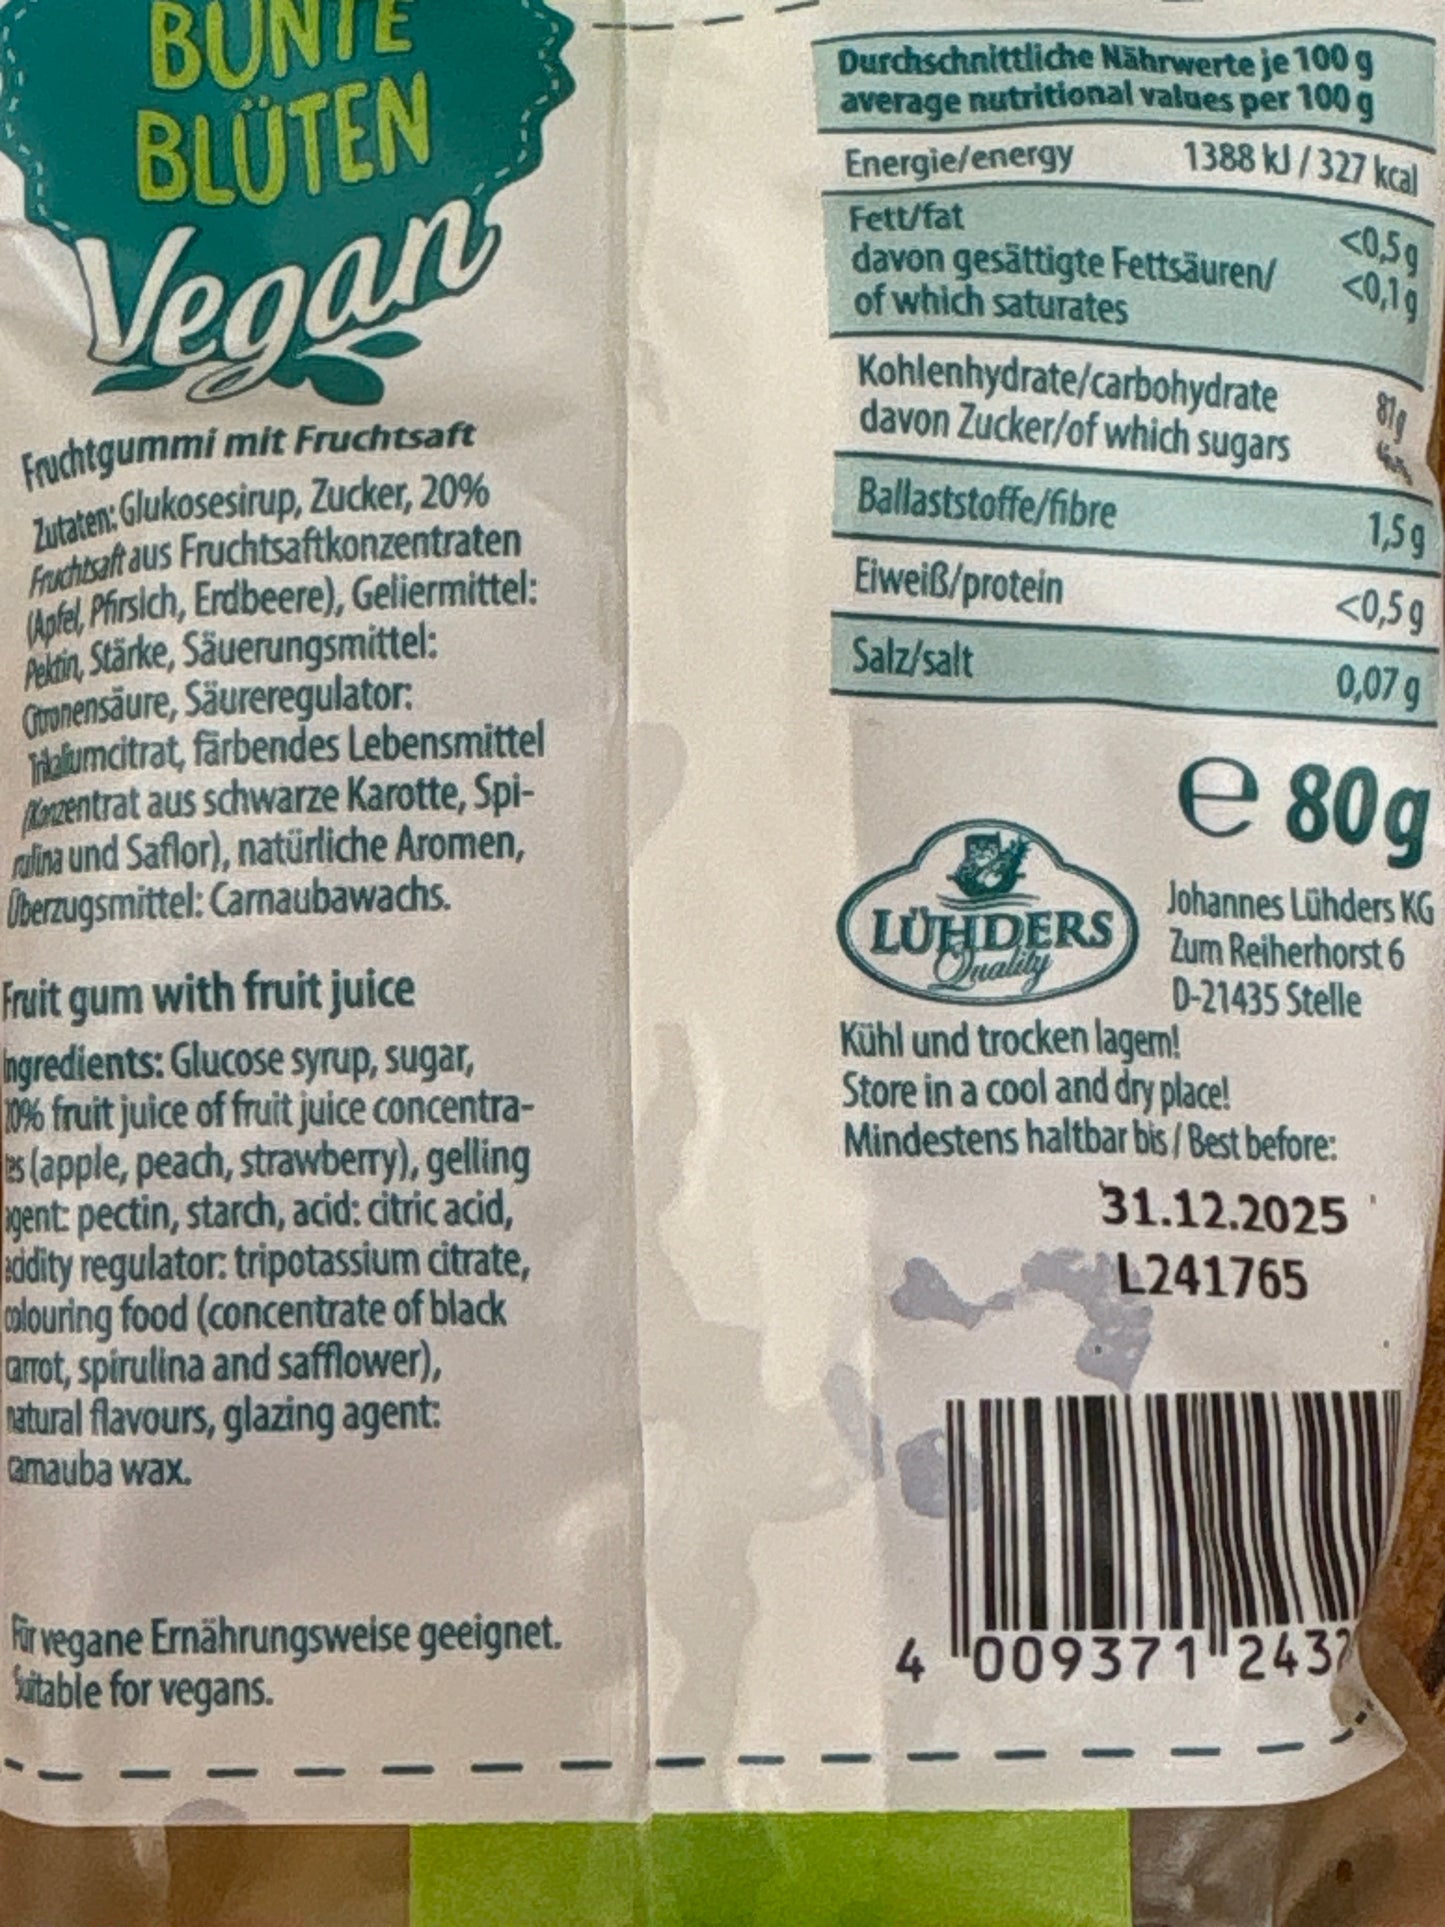 BUNTE
BLÜTEN
Vegan
Fruchtgummi mit Fruchtsaft
Zutaten: Glukosesirup, Zucker, 20%
Fruchtsaft aus Fruchtsaftkonzentraten
(Apfel, Pfirsich, Erdbeere), Geliermittel:
Pektin, Stärke, Säuerungsmittel:
Citronensäure, Säureregulator:
Trikaliumcitrat, färbendes Lebensmittel
(Konzentrat aus schwarze Karotte, Spi-
rulina und Saflor), natürliche Aromen,
Überzugsmittel: Carnaubawachs.
Fruit gum with fruit juice
Ingredients: Glucose syrup, sugar,
20% fruit juice of fruit juice concentra-
tes (apple, peach, strawberry), gelling
agent: pectin, starch, acid: citric acid,
acidity regulator: tripotassium citrate,
colouring food (concentrate of black
carrot, spirulina and safflower),
natural flavours, glazing agent:
carnauba wax.
Für vegane Ernährungsweise geeignet.
Suitable for vegans.
Durchschnittliche Nährwerte je 100 g
average nutritional values per 100 g
Energie/energy 1388 kJ / 327 kcal
Fett/fat <0,5 g
davon gesättigte Fettsäuren/ <0,1 g
of which saturates
Kohlenhydrate/carbohydrate 81g
davon Zucker/of which sugars
Ballaststoffe/fibre 1,5 g
Eiweiß/protein <0,5 g
Salz/salt 0,07 g
e 80g
LÜHDERS
Quality
Johannes Lühders KG
Zum Reiherhorst 6
D-21435 Stelle
Kühl und trocken lagern!
Store in a cool and dry place!
Mindestens haltbar bis / Best before:
31.12.2025
L241765
4 009371 2432